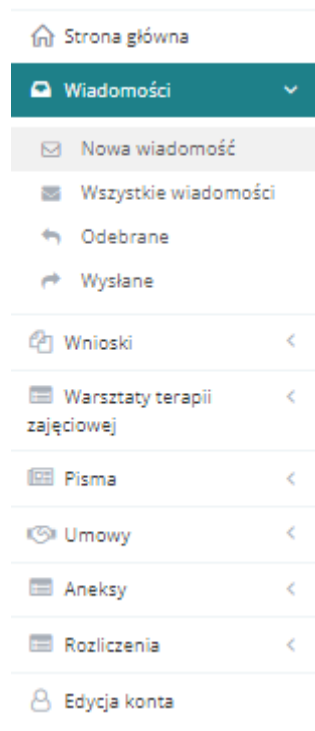 Strona główna
Wiadomości
Nowa wiadomość
Wszystkie wiadomości
Odebrane
Wysłane
Wnioski
Warsztaty terapii
zajęciowej
Pisma
Umowy
Aneksy
Rozliczenia
Edycja konta